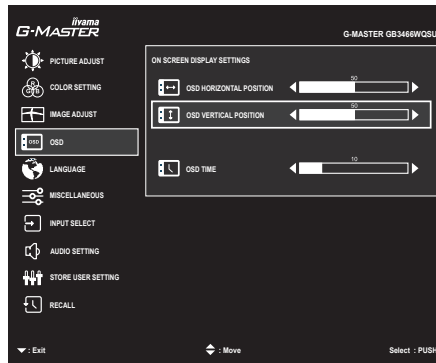 iiyama
G-MASTER
G-MASTER GB3466WQSU
PICTURE ADJUST
COLOR SETTING
IMAGE ADJUST
OSD
OSD
LANGUAGE
MISCELLANEOUS
INPUT SELECT
AUDIO SETTING
STORE USER SETTING
RECALL
ON SCREEN DISPLAY SETTINGS
OSD HORIZONTAL POSITION
50
OSD VERTICAL POSITION
50
OSD TIME
10
: Exit
: Move
Select : PUSH